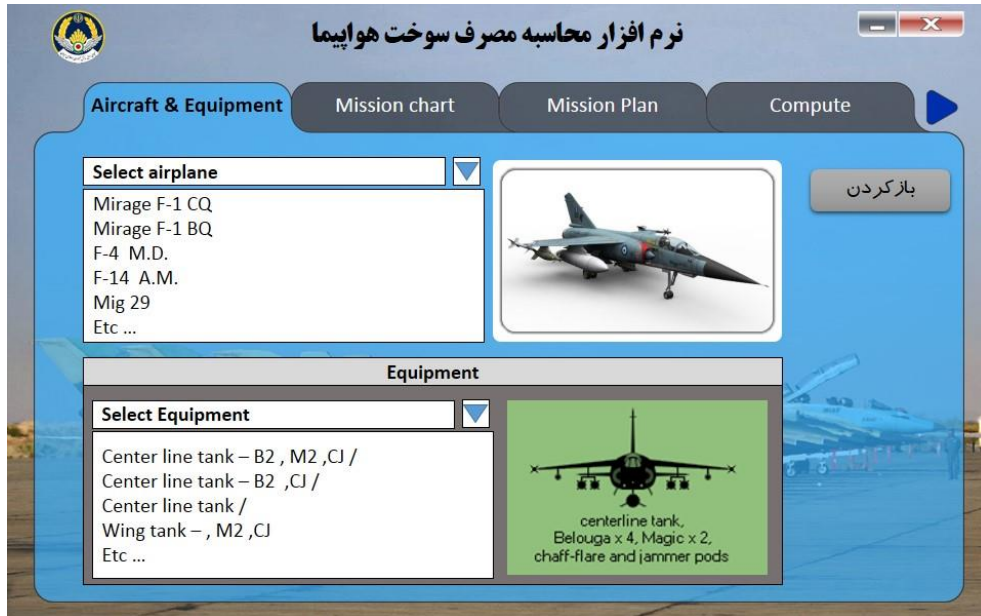 نرم افزار محاسبه مصرف سوخت هواپیما
Aircraft & Equipment
Mission chart
Mission Plan
Compute
Select airplane
Mirage F-1 CQ
Mirage F-1 BQ
F-4 M.D.
F-14 A.M.
Mig 29
Etc ...
بازکردن
Equipment
Select Equipment
Center line tank – B2 , M2 ,CJ /
Center line tank – B2 ,CJ /
Center line tank /
Wing tank – , M2 ,CJ
Etc ...
centerline tank,
Belouga x 4, Magic x 2,
chaff-flare and jammer pods